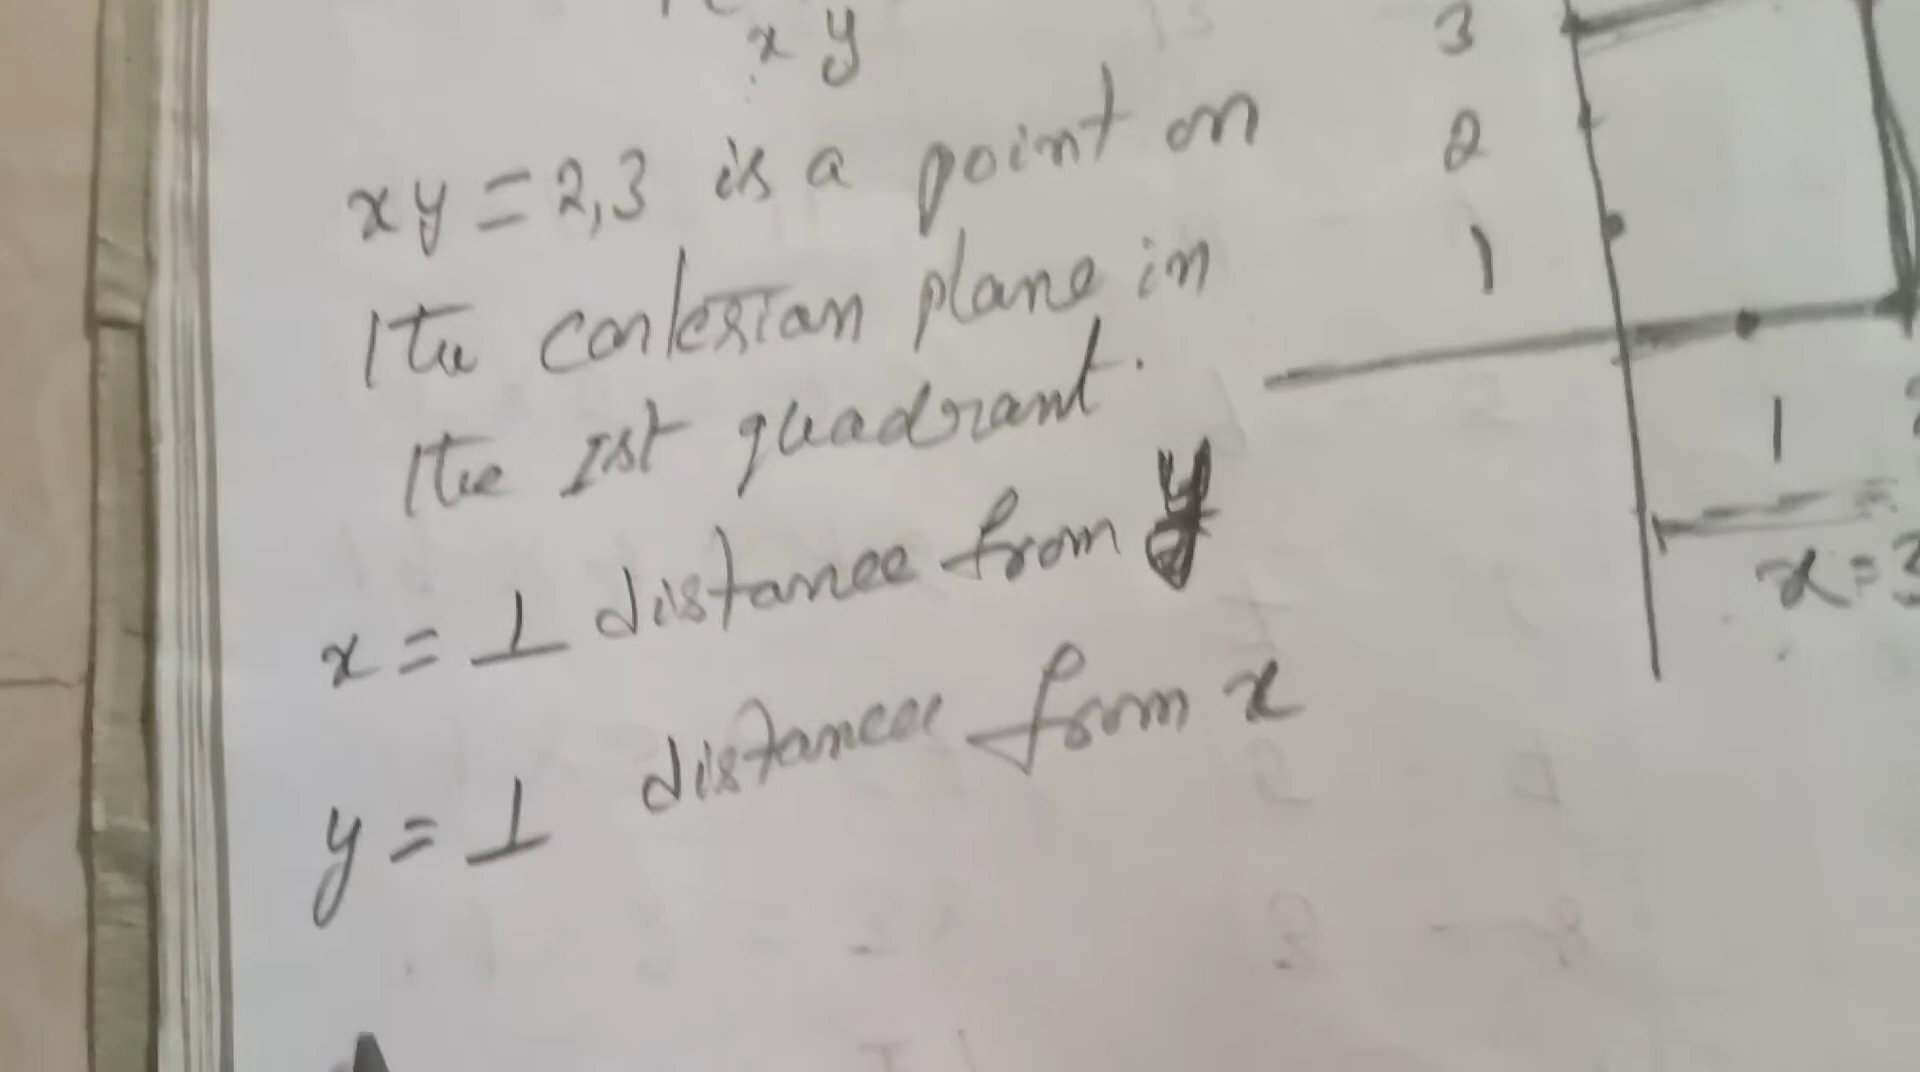 x y
xy = 2,3 is a point on
the cartesian plane in
the Ist quadrant.
x = ⊥ distance from y
y = ⊥ distance from x
3
2
1
1
x = 3